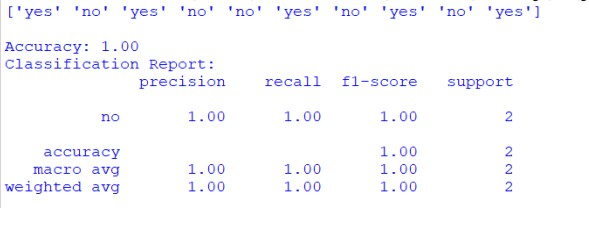 ['yes' 'no' 'yes' 'no' 'no' 'yes' 'no' 'yes' 'no' 'yes']
Accuracy: 1.00
Classification Report:
precision recall f1-score support
no 1.00 1.00 1.00 2
accuracy 1.00 2
macro avg 1.00 1.00 1.00 2
weighted avg 1.00 1.00 1.00 2